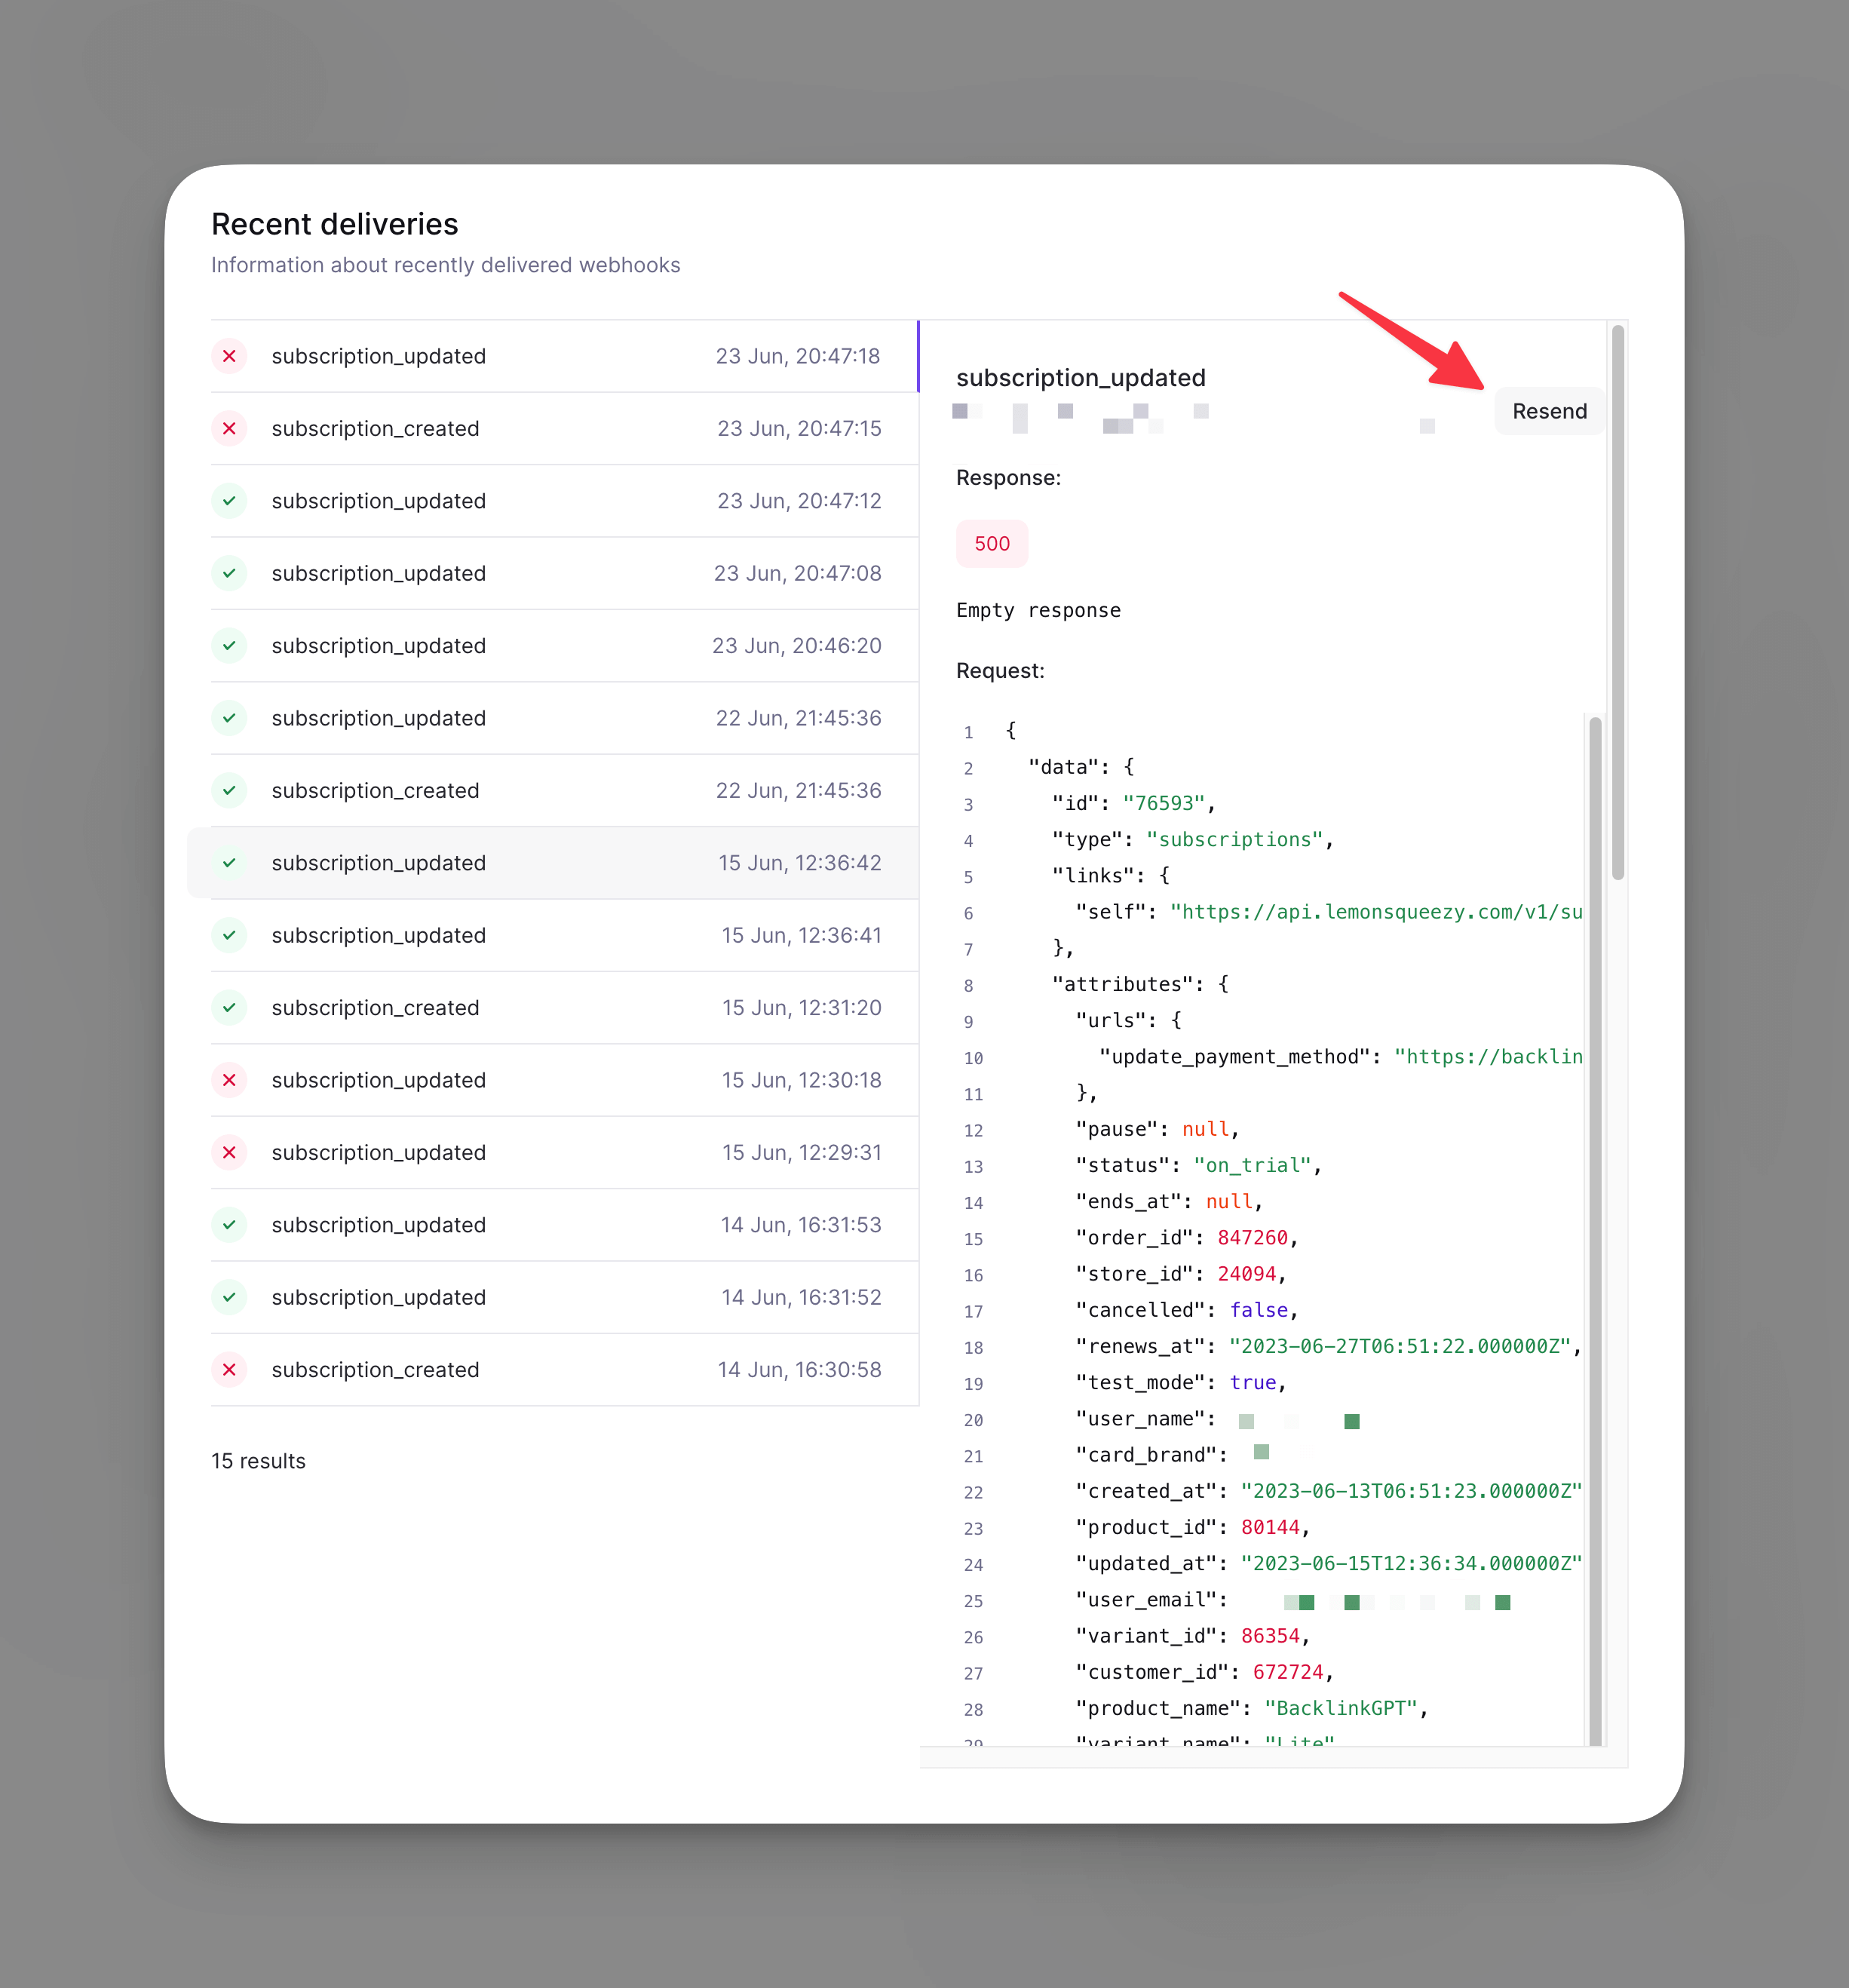 Recent deliveries
Information about recently delivered webhooks
subscription_updated 23 Jun, 20:47:18
subscription_created 23 Jun, 20:47:15
subscription_updated 23 Jun, 20:47:12
subscription_updated 23 Jun, 20:47:08
subscription_updated 23 Jun, 20:46:20
subscription_updated 22 Jun, 21:45:36
subscription_created 22 Jun, 21:45:36
subscription_updated 15 Jun, 12:36:42
subscription_updated 15 Jun, 12:36:41
subscription_created 15 Jun, 12:31:20
subscription_updated 15 Jun, 12:30:18
subscription_updated 15 Jun, 12:29:31
subscription_updated 14 Jun, 16:31:53
subscription_updated 14 Jun, 16:31:52
subscription_created 14 Jun, 16:30:58
15 results
subscription_updated
Resend
Response:
500
Empty response
Request:
1 {
2 "data": {
3 "id": "76593",
4 "type": "subscriptions",
5 "links": {
6 "self": "https://api.lemonsqueezy.com/v1/su
7 },
8 "attributes": {
9 "urls": {
10 "update_payment_method": "https://backlin
11 },
12 "pause": null,
13 "status": "on_trial",
14 "ends_at": null,
15 "order_id": 847260,
16 "store_id": 24094,
17 "cancelled": false,
18 "renews_at": "2023-06-27T06:51:22.000000Z",
19 "test_mode": true,
20 "user_name":
21 "card_brand":
22 "created_at": "2023-06-13T06:51:23.000000Z"
23 "product_id": 80144,
24 "updated_at": "2023-06-15T12:36:34.000000Z"
25 "user_email":
26 "variant_id": 86354,
27 "customer_id": 672724,
28 "product_name": "BacklinkGPT",
29 "variant_name": "Lite"